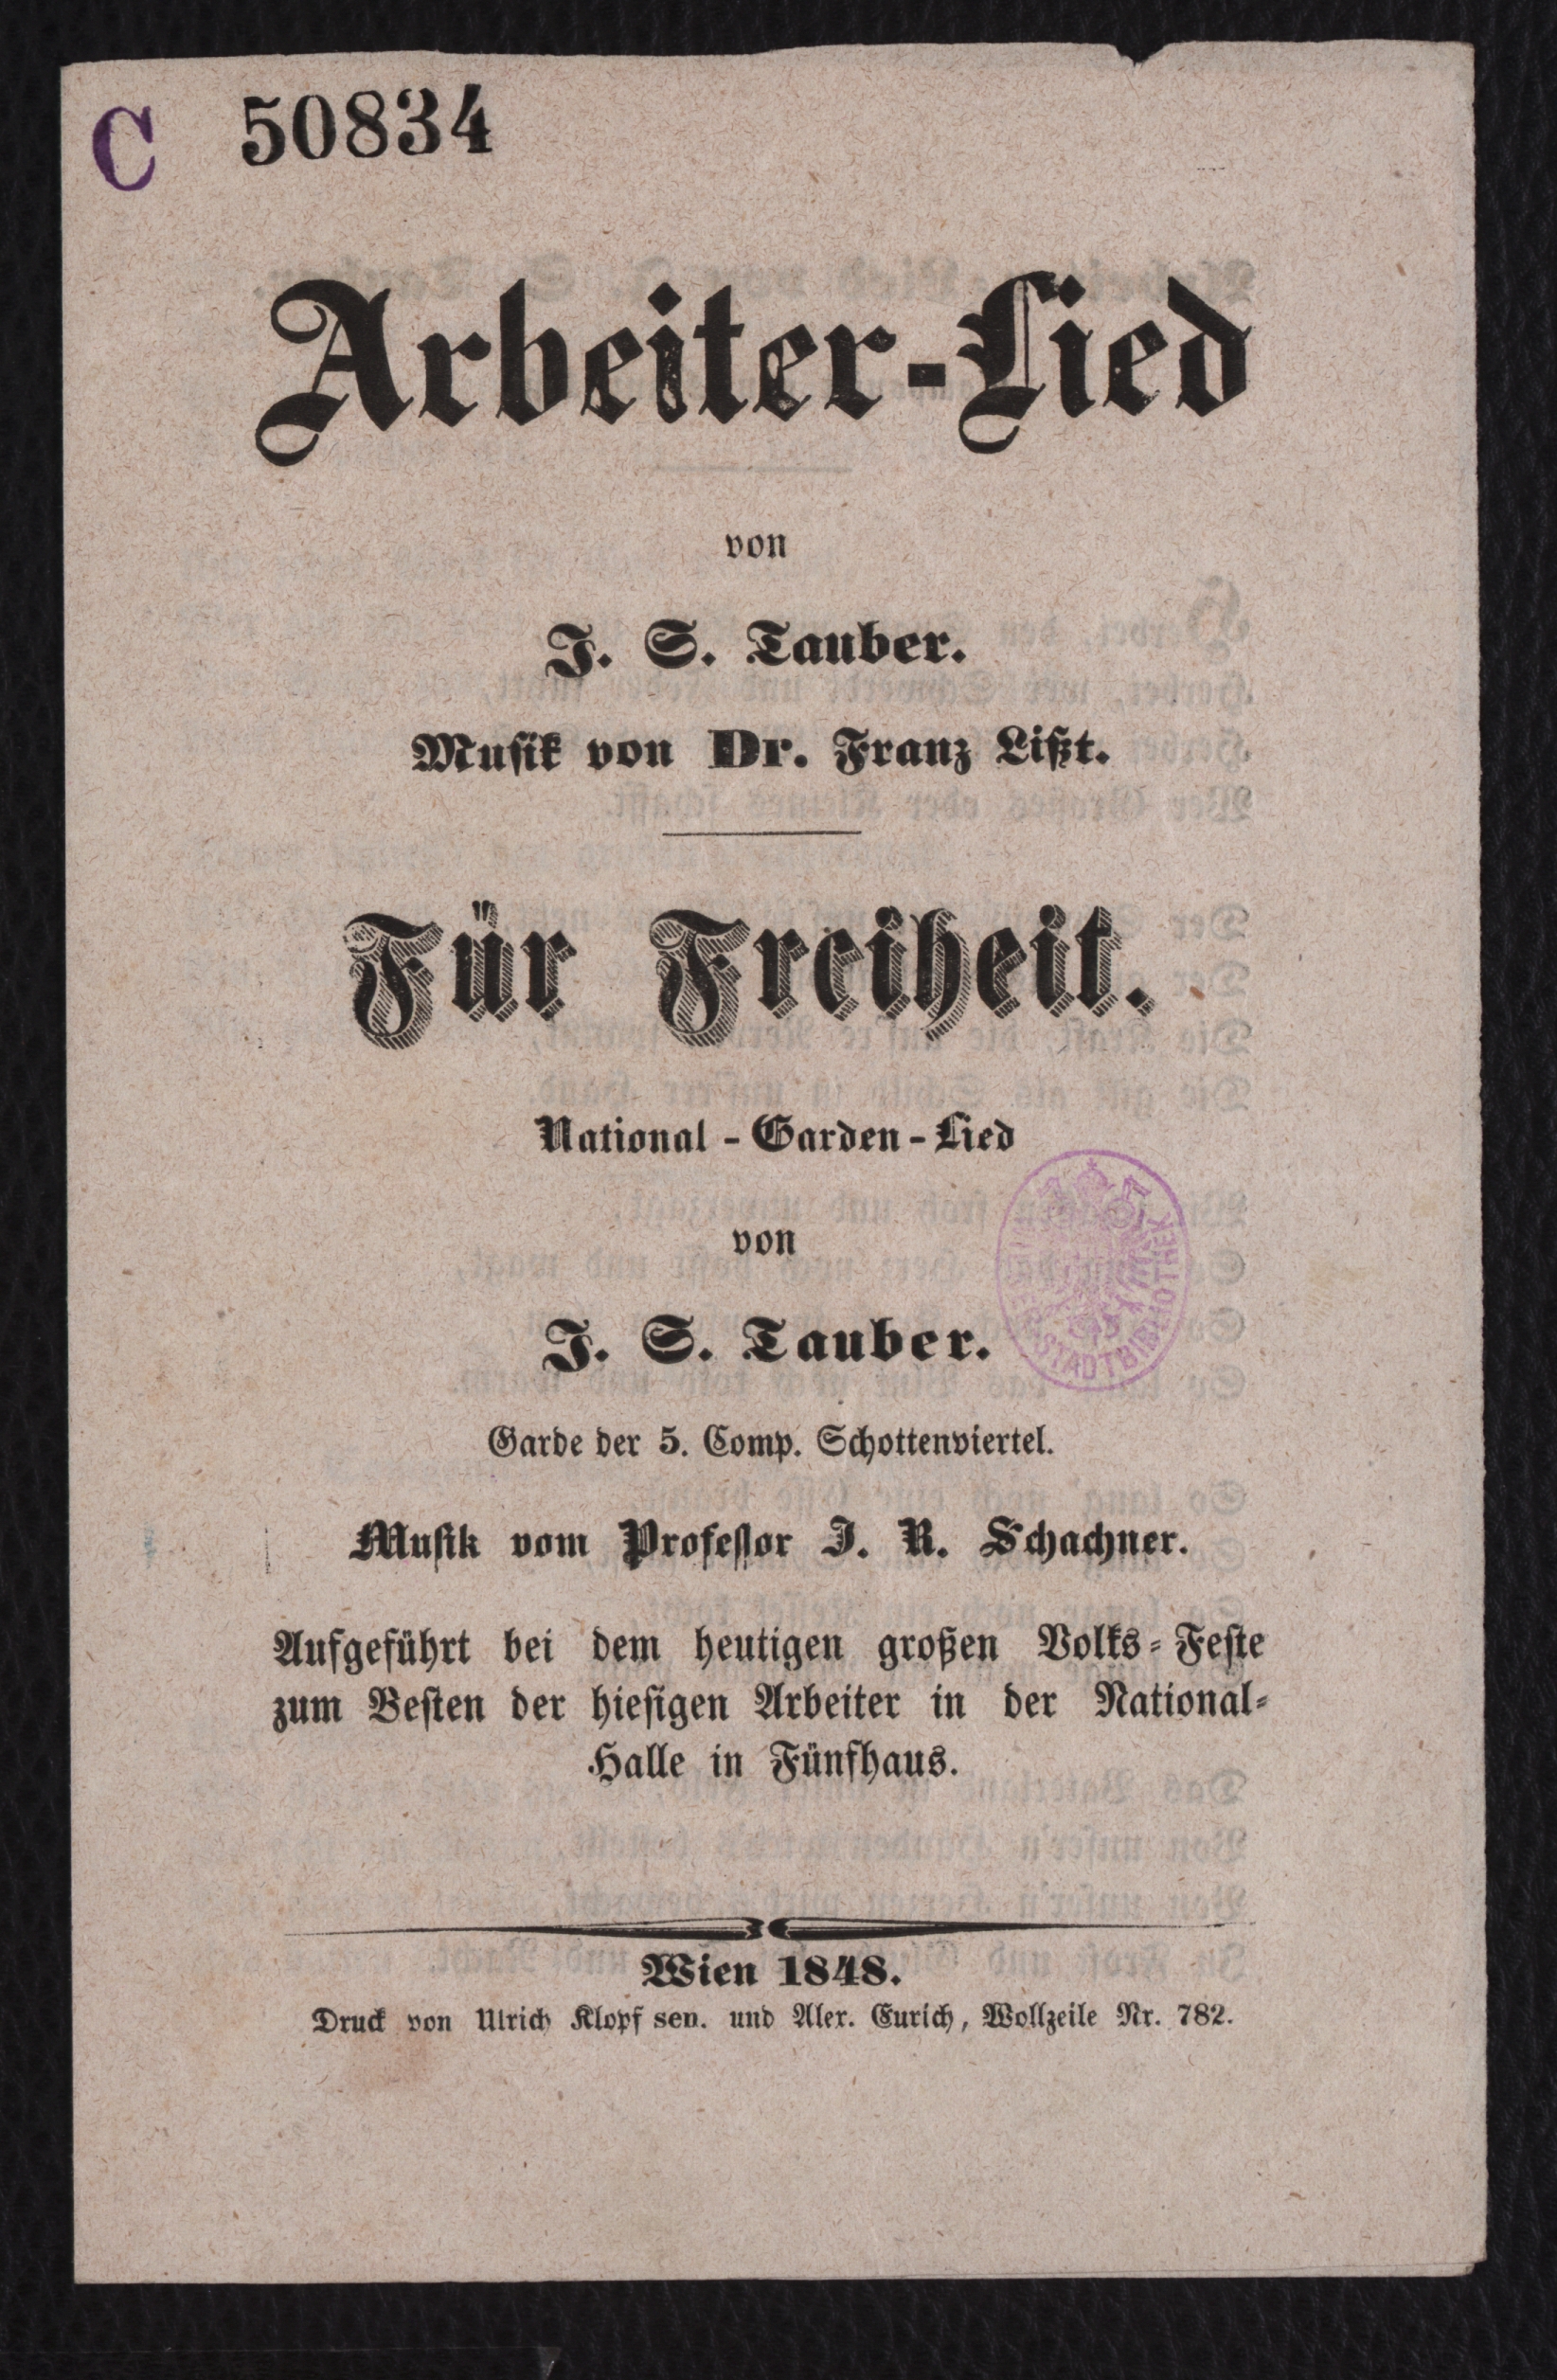 C 50834
Arbeiter-Lied
von
J. S. Tauber.
Musik von Dr. Franz Lißt.
Für Freiheit.
National-Garden-Lied
von
J. S. Tauber.
STADTBIBLIOTHEK
Garde der 5. Comp. Schottenviertel.
Musik vom Professor J. R. Schachner.
Aufgeführt bei dem heutigen großen Volks-Feste
zum Besten der hiesigen Arbeiter in der National-
Halle in Fünfhaus.
Wien 1848.
Druck von Ulrich Klopf sen. und Alex. Eurich, Wollzeile Nr. 782.